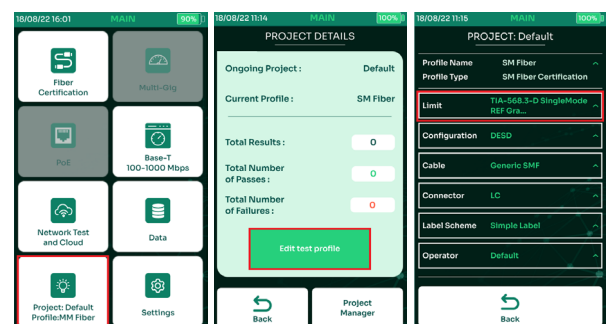 18/08/22 16:01 MAIN 90%
Fiber
Certification
Multi-Gig
PoE
Base-T
100-1000 Mbps
Network Test
and Cloud
Data
Project: Default
Profile:MM Fiber
Settings
18/08/22 11:14 MAIN 100%
PROJECT DETAILS
Ongoing Project : Default
Current Profile : SM Fiber
Total Results : 0
Total Number
of Passes : 0
Total Number
of Failures : 0
Edit test profile
Back
Project
Manager
18/08/22 11:15 MAIN 100%
PROJECT: Default
Profile Name SM Fiber
Profile Type SM Fiber Certification
Limit TIA-568.3-D SingleMode
REF Gra...
Configuration DESD
Cable Generic SMF
Connector LC
Label Scheme Simple Label
Operator Default
Back